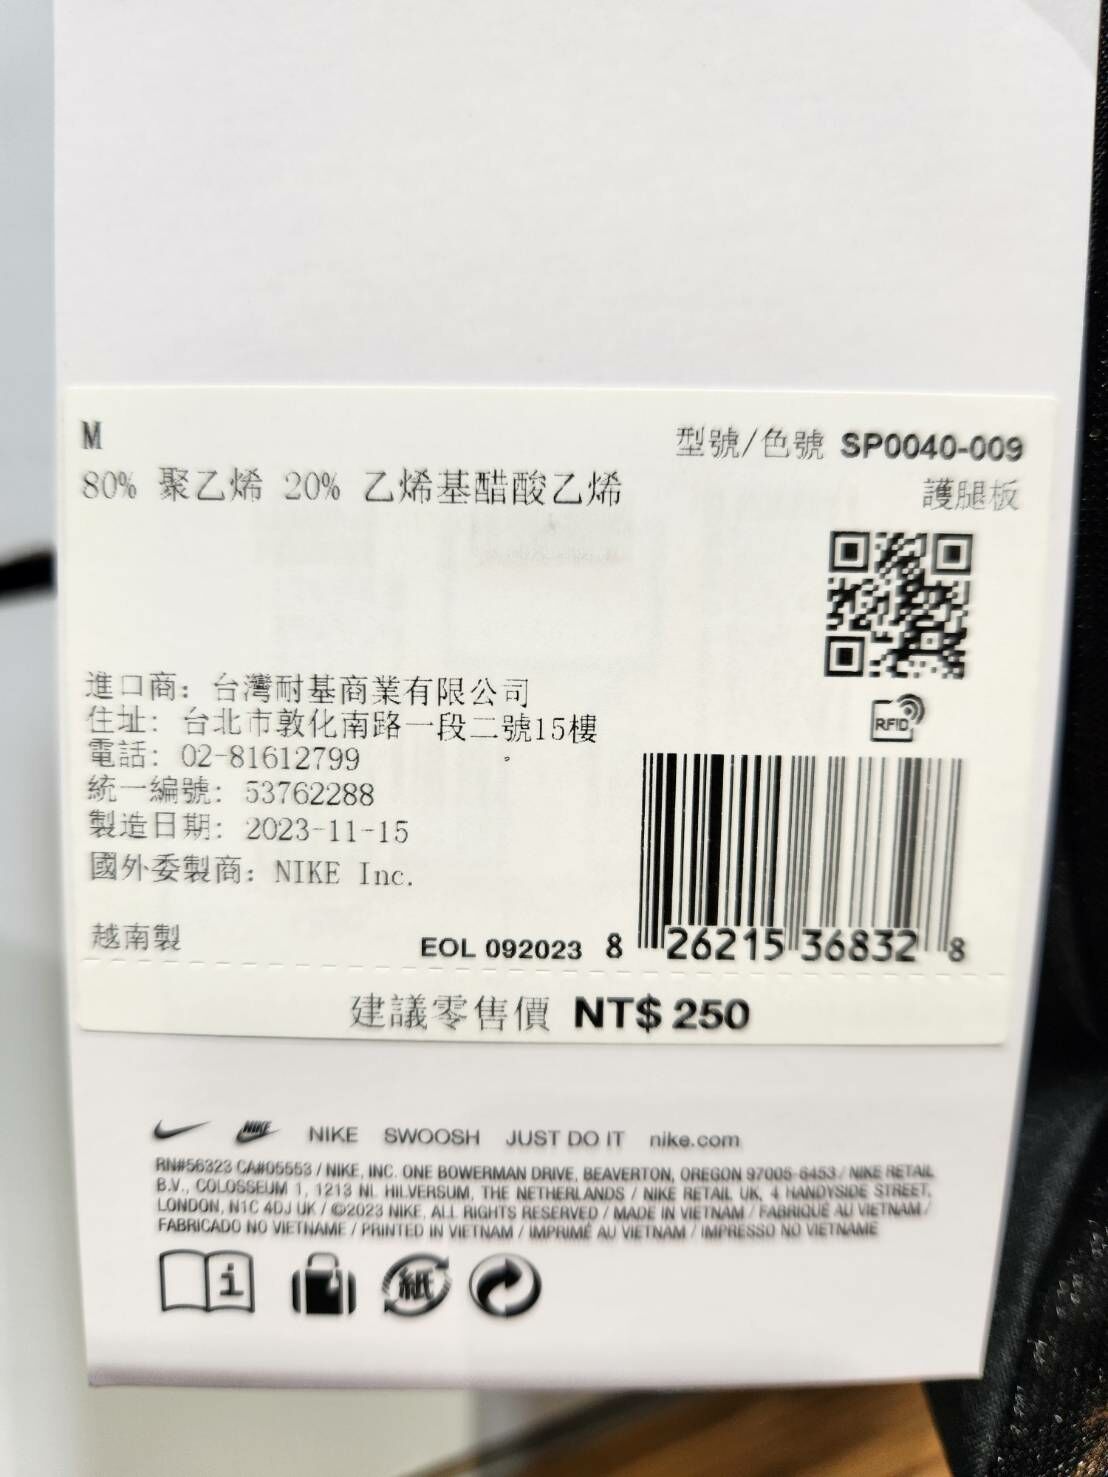 M
型號/色號 SP0040-009
80% 聚乙烯 20% 乙烯基醋酸乙烯
護腿板
RFID
進口商: 台灣耐基商業有限公司
住址: 台北市敦化南路一段二號15樓
電話: 02-81612799
統一編號: 53762288
製造日期: 2023-11-15
國外委製商: NIKE Inc.
越南製
EOL 092023
8 26215 36832 8
建議零售價 NT$ 250
NIKE NIKE SWOOSH JUST DO IT nike.com
RN#56323 CA#05553 / NIKE, INC. ONE BOWERMAN DRIVE, BEAVERTON, OREGON 97005-6453 / NIKE RETAIL
B.V., COLOSSEUM 1, 1213 NL HILVERSUM, THE NETHERLANDS / NIKE RETAIL UK, 4 HANDYSIDE STREET,
LONDON, N1C 4DJ UK / ©2023 NIKE, ALL RIGHTS RESERVED / MADE IN VIETNAM / FABRIQUÉ AU VIETNAM /
FABRICADO NO VIETNAME / PRINTED IN VIETNAM / IMPRIMÉ AU VIETNAM / IMPRESSO NO VIETNAME
i 紙